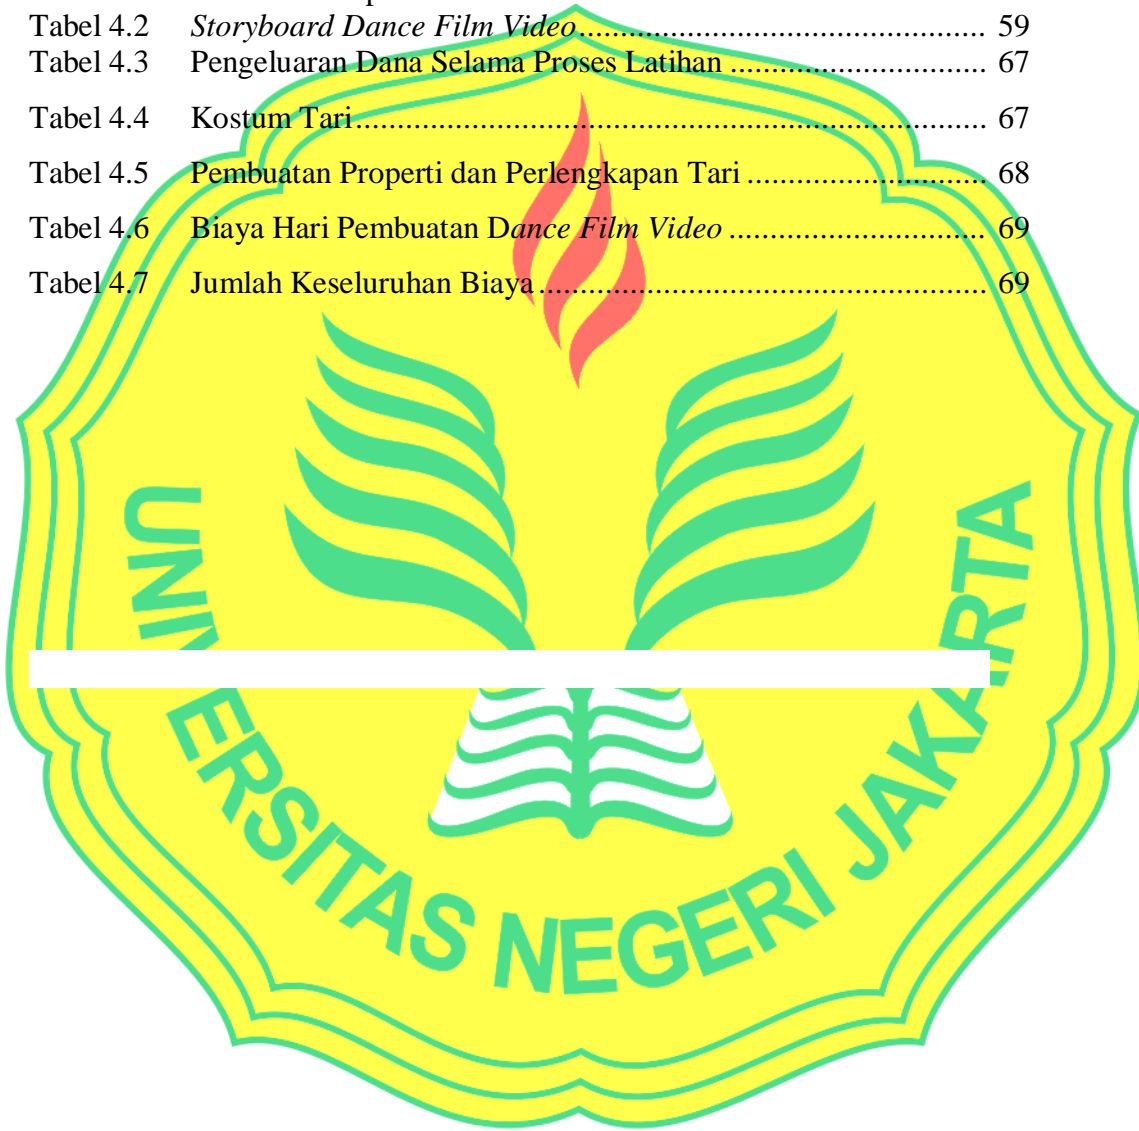 Tabel 4.2 Storyboard Dance Film Video.................................................. 59
Tabel 4.3 Pengeluaran Dana Selama Proses Latihan ............................... 67
Tabel 4.4 Kostum Tari............................................................................. 67
Tabel 4.5 Pembuatan Properti dan Perlengkapan Tari ............................. 68
Tabel 4.6 Biaya Hari Pembuatan Dance Film Video ............................... 69
Tabel 4.7 Jumlah Keseluruhan Biaya ...................................................... 69
UNIVERSITAS NEGERI JAKARTA